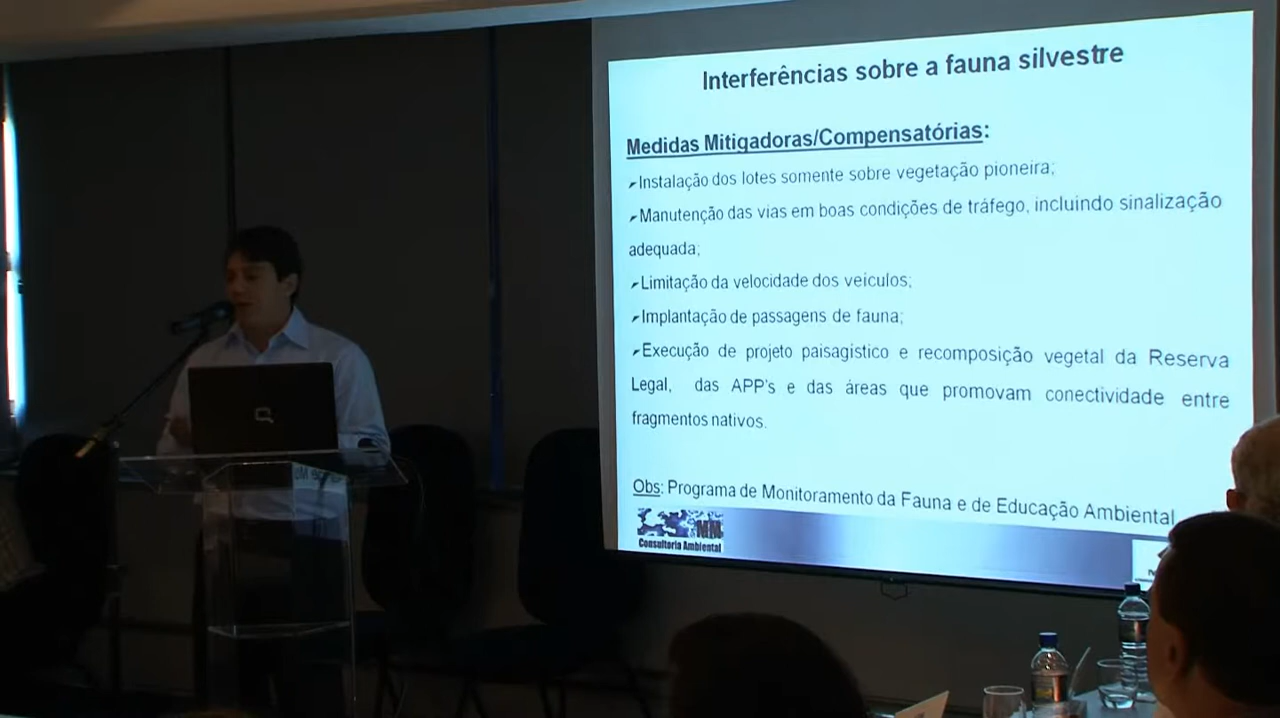 Interferências sobre a fauna silvestre
Medidas Mitigadoras/Compensatórias:
➢Instalação dos lotes somente sobre vegetação pioneira;
➢Manutenção das vias em boas condições de tráfego, incluindo sinalização
adequada;
➢Limitação da velocidade dos veículos;
➢Implantação de passagens de fauna;
➢Execução de projeto paisagístico e recomposição vegetal da Reserva
Legal, das APP's e das áreas que promovam conectividade entre
fragmentos nativos.
Obs: Programa de Monitoramento da Fauna e de Educação Ambiental
MM
Consultoria Ambiental